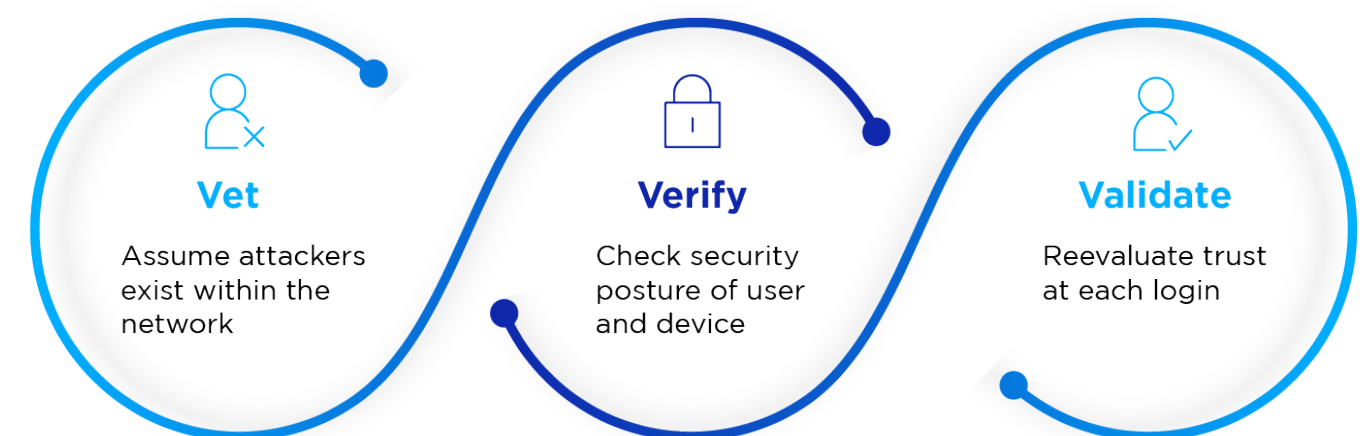 Vet
Assume attackers
exist within the
network
Verify
Check security
posture of user
and device
Validate
Reevaluate trust
at each login